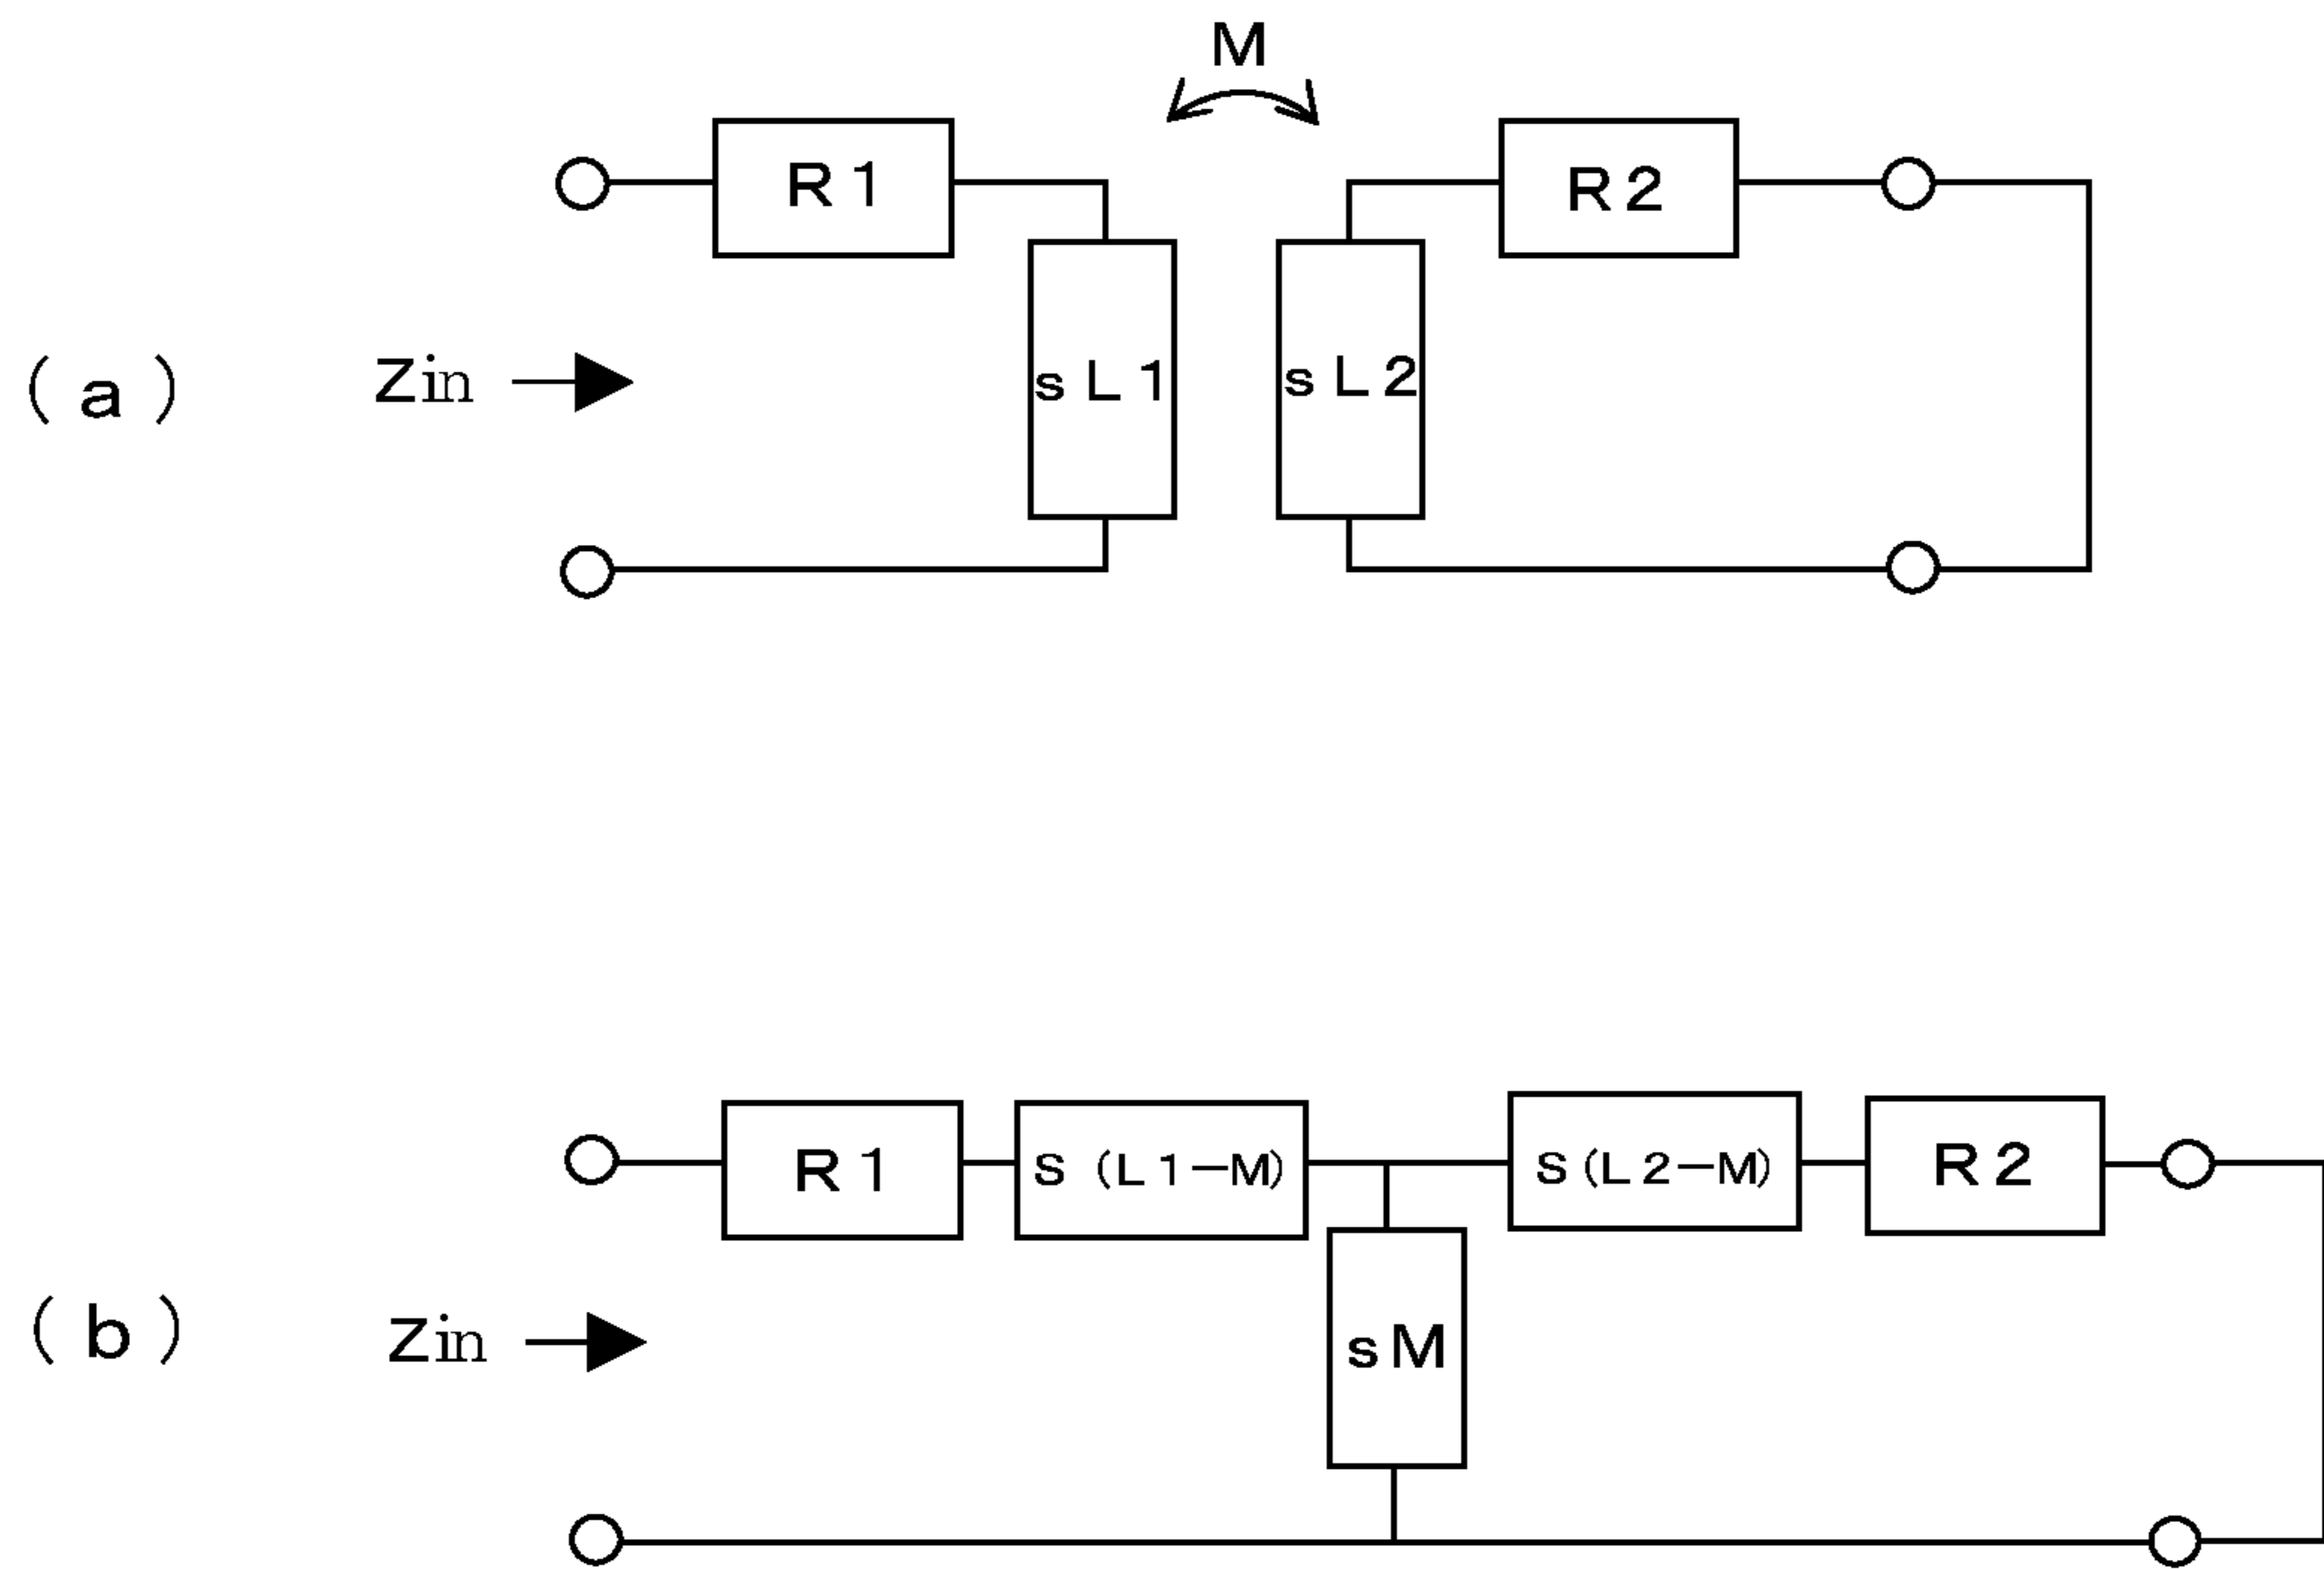 M
R1
R2
(a)
Zin
sL1
sL2
R1
S (L1−M)
S(L2−M)
R2
(b)
Zin
sM